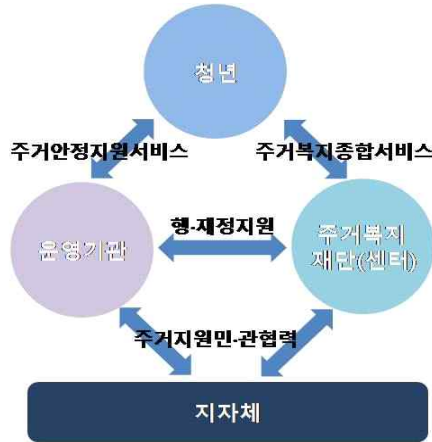 청년
주거안정지원서비스
주거복지종합서비스
운영기관
행·재정지원
주거복지
재단(센터)
주거지원민·관협력
지자체